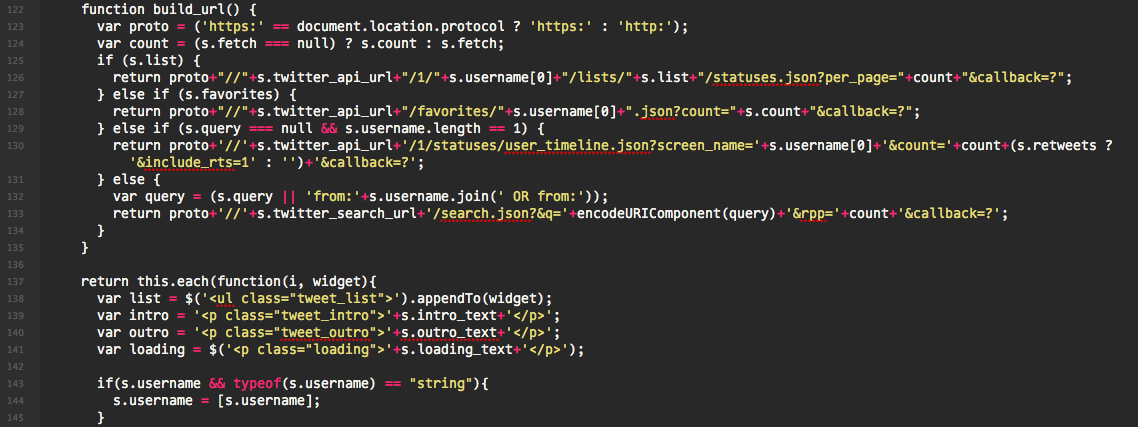 122 function build_url() {
123 var proto = ('https:' == document.location.protocol ? 'https:' : 'http:');
124 var count = (s.fetch === null) ? s.count : s.fetch;
125 if (s.list) {
126 return proto+"//"+s.twitter_api_url+"/1/"+s.username[0]+"/lists/"+s.list+"/statuses.json?per_page="+count+"&callback=?";
127 } else if (s.favorites) {
128 return proto+"//"+s.twitter_api_url+"/favorites/"+s.username[0]+".json?count="+s.count+"&callback=?";
129 } else if (s.query === null && s.username.length == 1) {
130 return proto+'//'+s.twitter_api_url+'/1/statuses/user_timeline.json?screen_name='+s.username[0]+'&count='+count+(s.retweets ?
'&include_rts=1' : '')+'&callback=?';
131 } else {
132 var query = (s.query || 'from:'+s.username.join(' OR from:'));
133 return proto+'//'+s.twitter_search_url+'/search.json?&q='+encodeURIComponent(query)+'&rpp='+count+'&callback=?';
134 }
135 }
136
137 return this.each(function(i, widget){
138 var list = $('<ul class="tweet_list">').appendTo(widget);
139 var intro = '<p class="tweet_intro">'+s.intro_text+'</p>';
140 var outro = '<p class="tweet_outro">'+s.outro_text+'</p>';
141 var loading = $('<p class="loading">'+s.loading_text+'</p>');
142
143 if(s.username && typeof(s.username) == "string"){
144 s.username = [s.username];
145 }